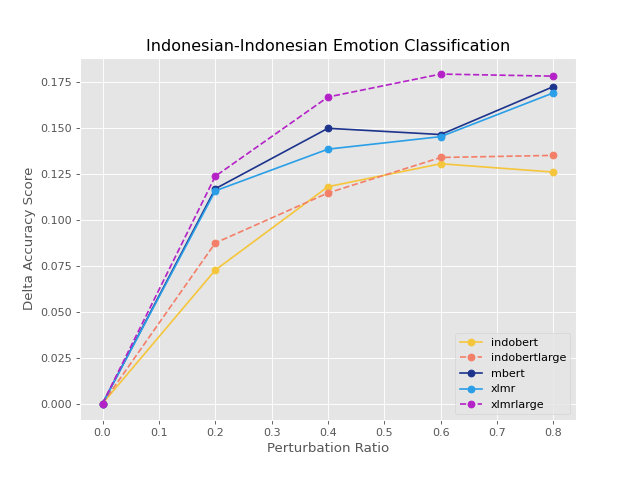 Indonesian-Indonesian Emotion Classification
Delta Accuracy Score
0.175
0.150
0.125
0.100
0.075
0.050
0.025
0.000
indobert
indobertlarge
mbert
xlmr
xlmrlarge
0.0 0.1 0.2 0.3 0.4 0.5 0.6 0.7 0.8
Perturbation Ratio